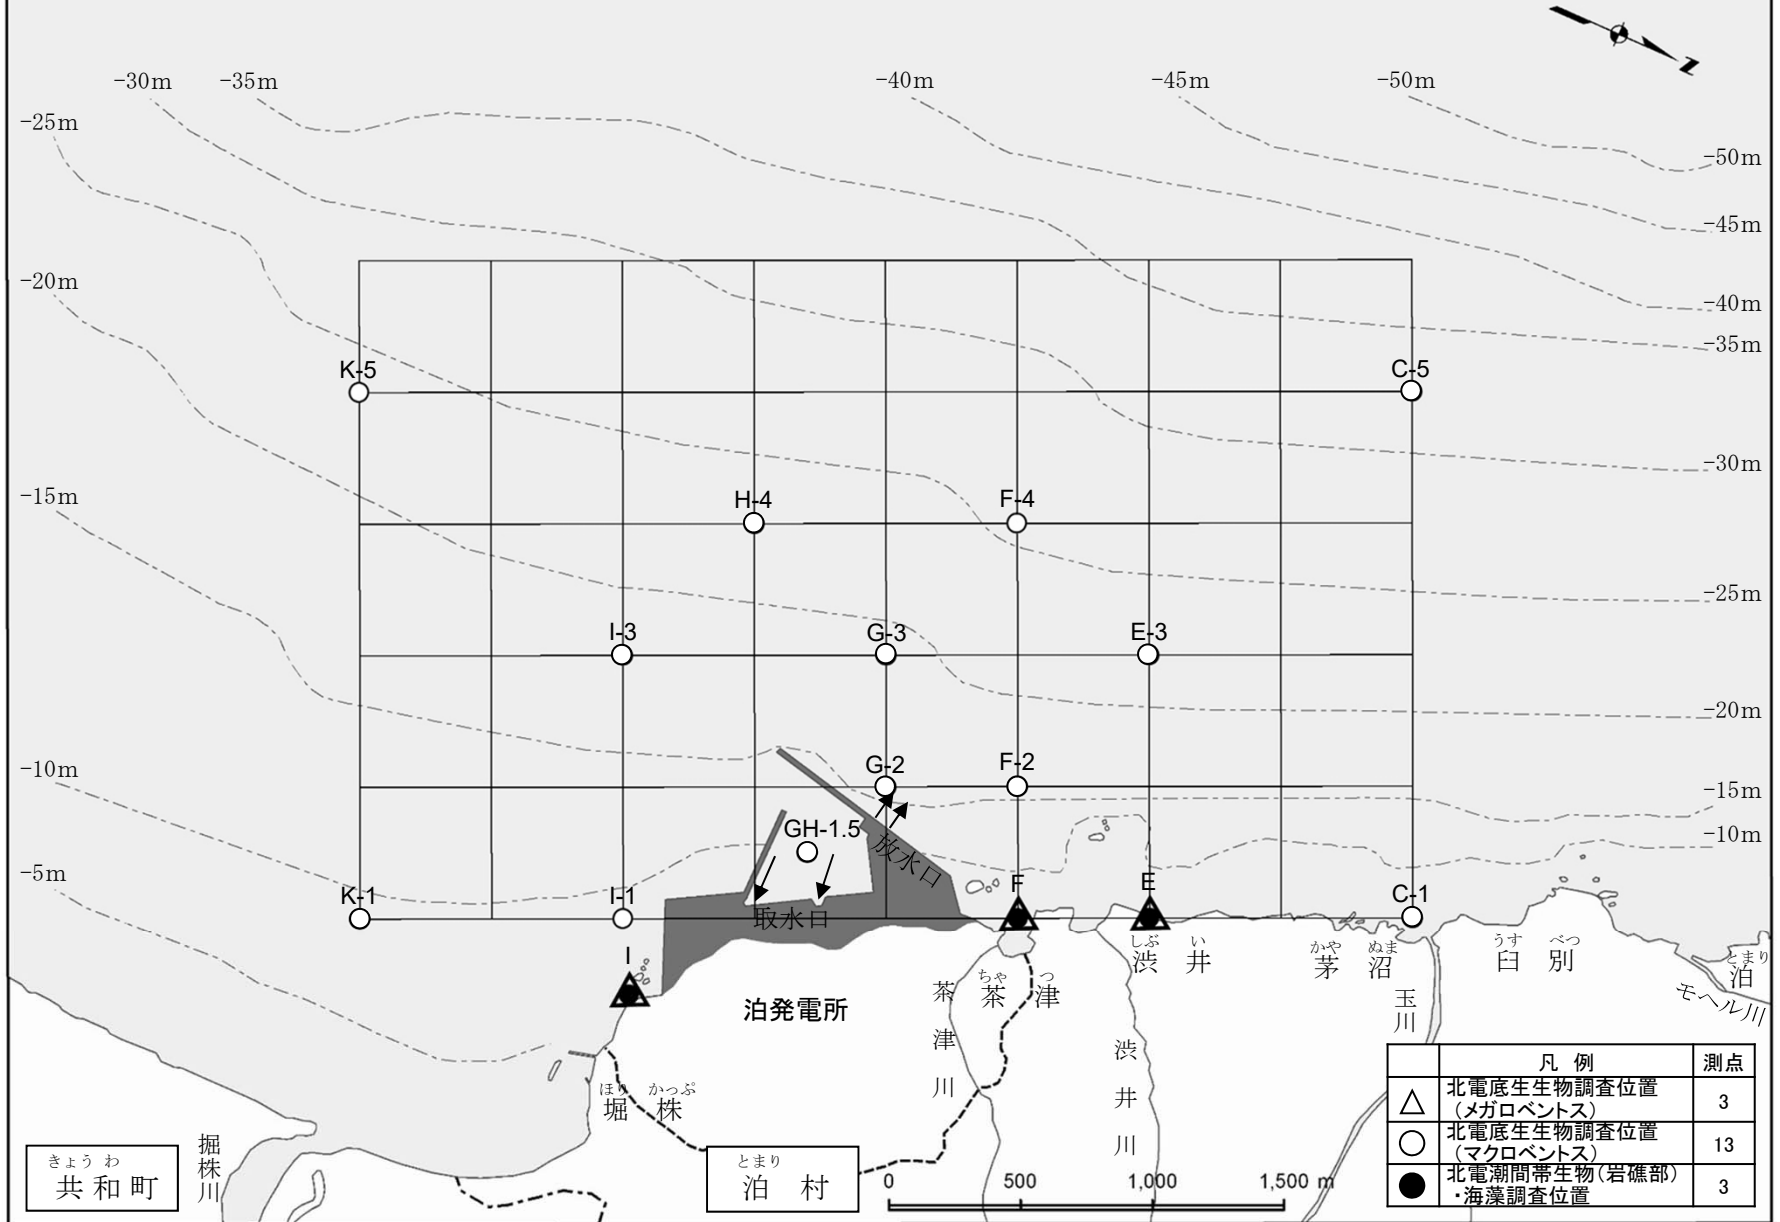 N
-30m
-35m
-40m
-45m
-50m
-25m
-50m
-45m
-20m
-40m
-35m
K-5
C-5
-30m
-15m
H-4
F-4
-25m
I-3
G-3
E-3
-20m
-10m
G-2
F-2
-15m
GH-1.5
放水口
-10m
-5m
K-1
I-1
取水口
F
E
C-1
I
しぶ い
渋 井
かや ぬま
茅 沼
うす べつ
臼 別
とまり
泊
モヘル川
ちゃ つ
茶 津
茶津川
玉川
泊発電所
渋井川
ほり かっぷ
堀 株
掘株川
きょう わ
共 和 町
とまり
泊 村
0 500 1,000 1,500 m
凡 例 測点
北電底生生物調査位置
(メガロベントス) 3
北電底生生物調査位置
(マクロベントス) 13
北電潮間帯生物(岩礁部)
・海藻調査位置 3